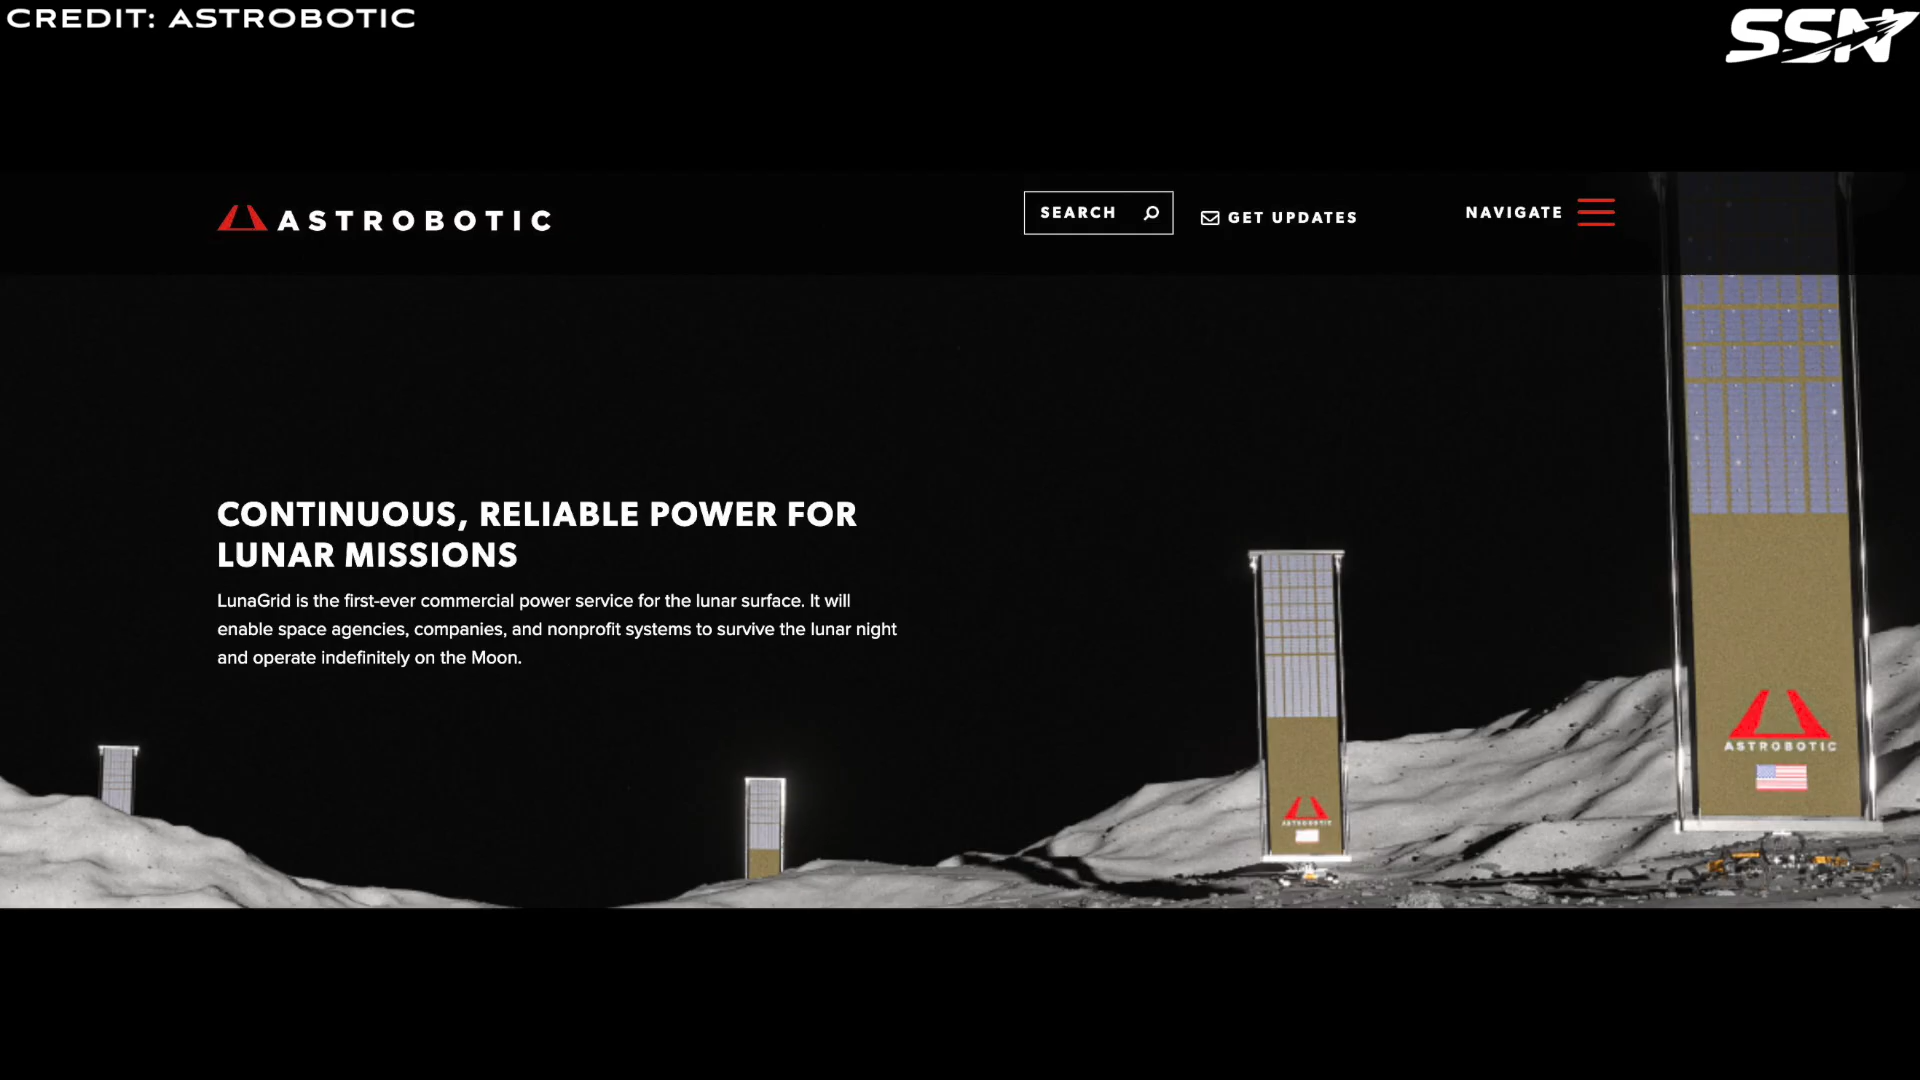 CREDIT: ASTROBOTIC
SSN
ASTROBOTIC
SEARCH
GET UPDATES
NAVIGATE
CONTINUOUS, RELIABLE POWER FOR
LUNAR MISSIONS
LunaGrid is the first-ever commercial power service for the lunar surface. It will
enable space agencies, companies, and nonprofit systems to survive the lunar night
and operate indefinitely on the Moon.
ASTROBOTIC
ASTROBOTIC